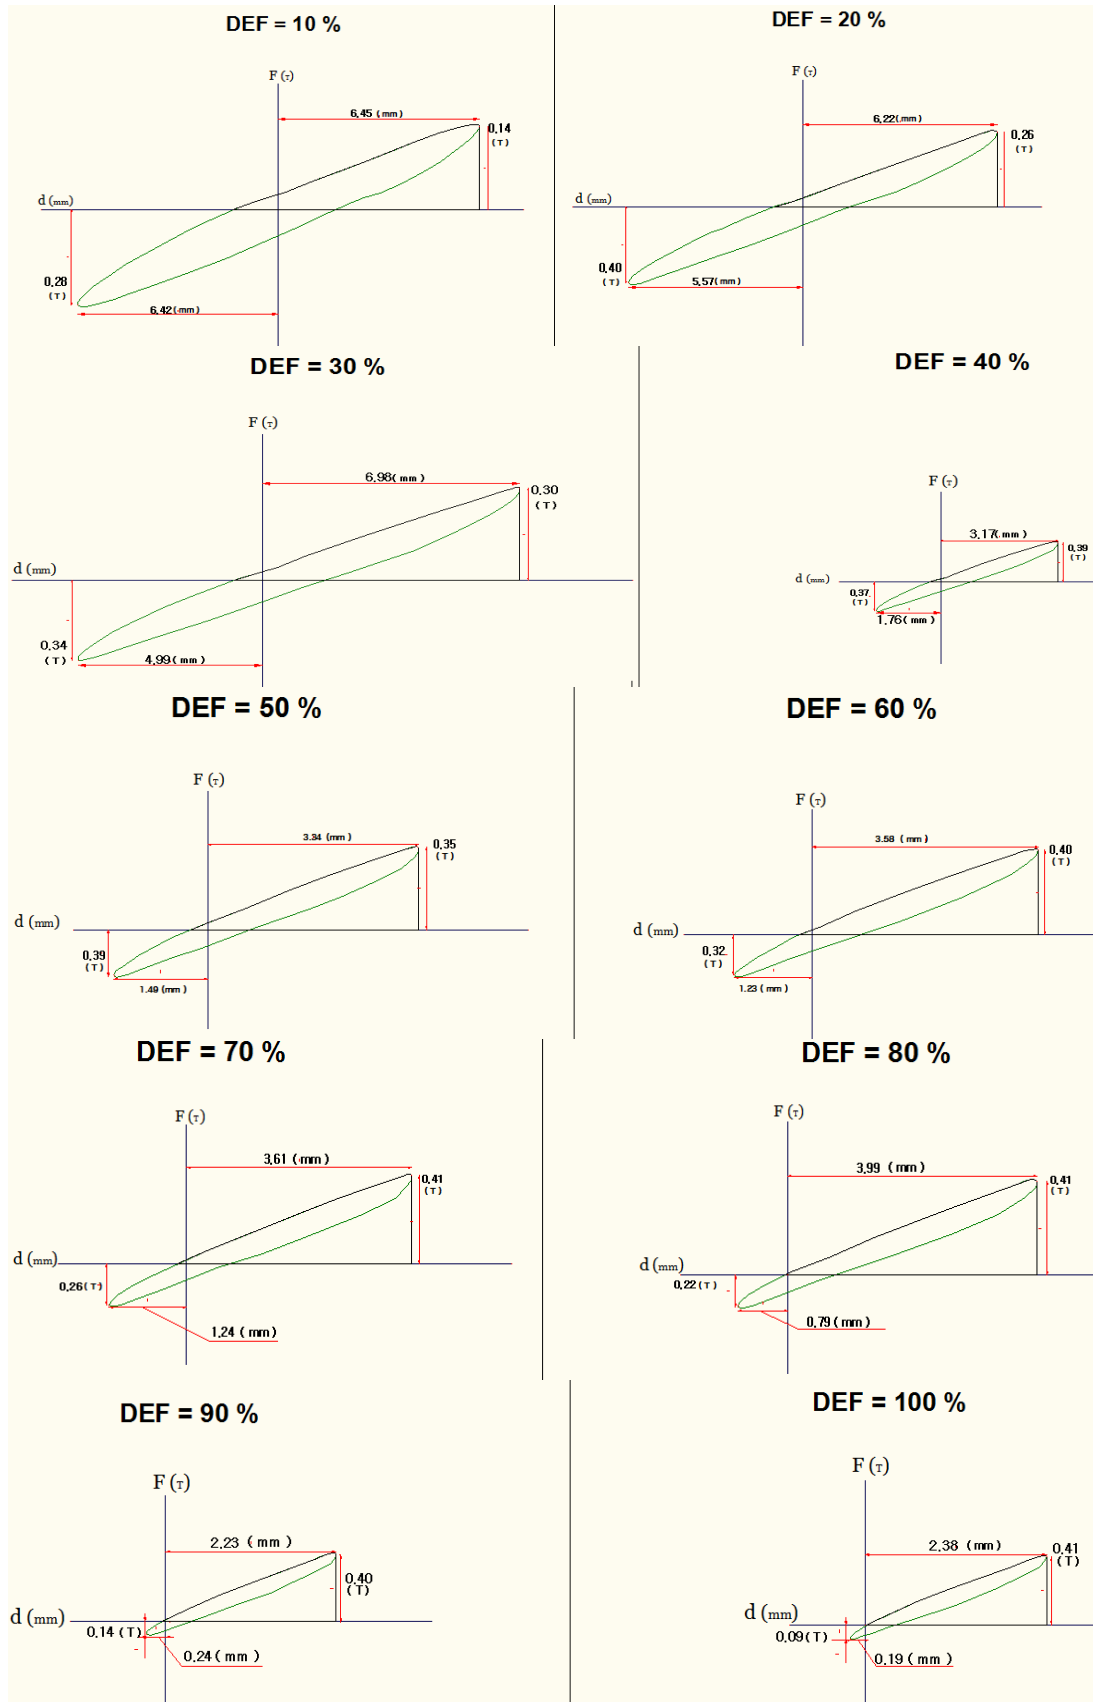 DEF = 10 %
F (T)
6.45 (mm)
0.14
(T)
d (mm)
0.28
(T)
6.42(mm)
DEF = 20 %
F (T)
6.22(mm)
0.26
(T)
d (mm)
0.40
(T)
5.57(mm)
DEF = 30 %
F (T)
6.98(mm)
0.30
(T)
d (mm)
0.34
(T)
4.99(mm)
DEF = 40 %
F (T)
3.17(mm)
0.39
(T)
d (mm)
0.37
(T)
1.76(mm)
DEF = 50 %
F (T)
3.34 (mm)
0.35
(T)
d (mm)
0.39
(T)
1.49 (mm)
DEF = 60 %
F (T)
3.58 (mm)
0.40
(T)
d (mm)
0.32
(T)
1.23 (mm)
DEF = 70 %
F (T)
3.61 (mm)
0.41
(T)
d (mm)
0.26(T)
1.24 (mm)
DEF = 80 %
F (T)
3.99 (mm)
0.41
(T)
d (mm)
0.22(T)
0.79(mm)
DEF = 90 %
F (T)
2.23 (mm)
0.40
(T)
d (mm)
0.14(T)
0.24(mm)
DEF = 100 %
F (T)
2.38 (mm)
0.41
(T)
d (mm)
0.09(T)
0.19 (mm)